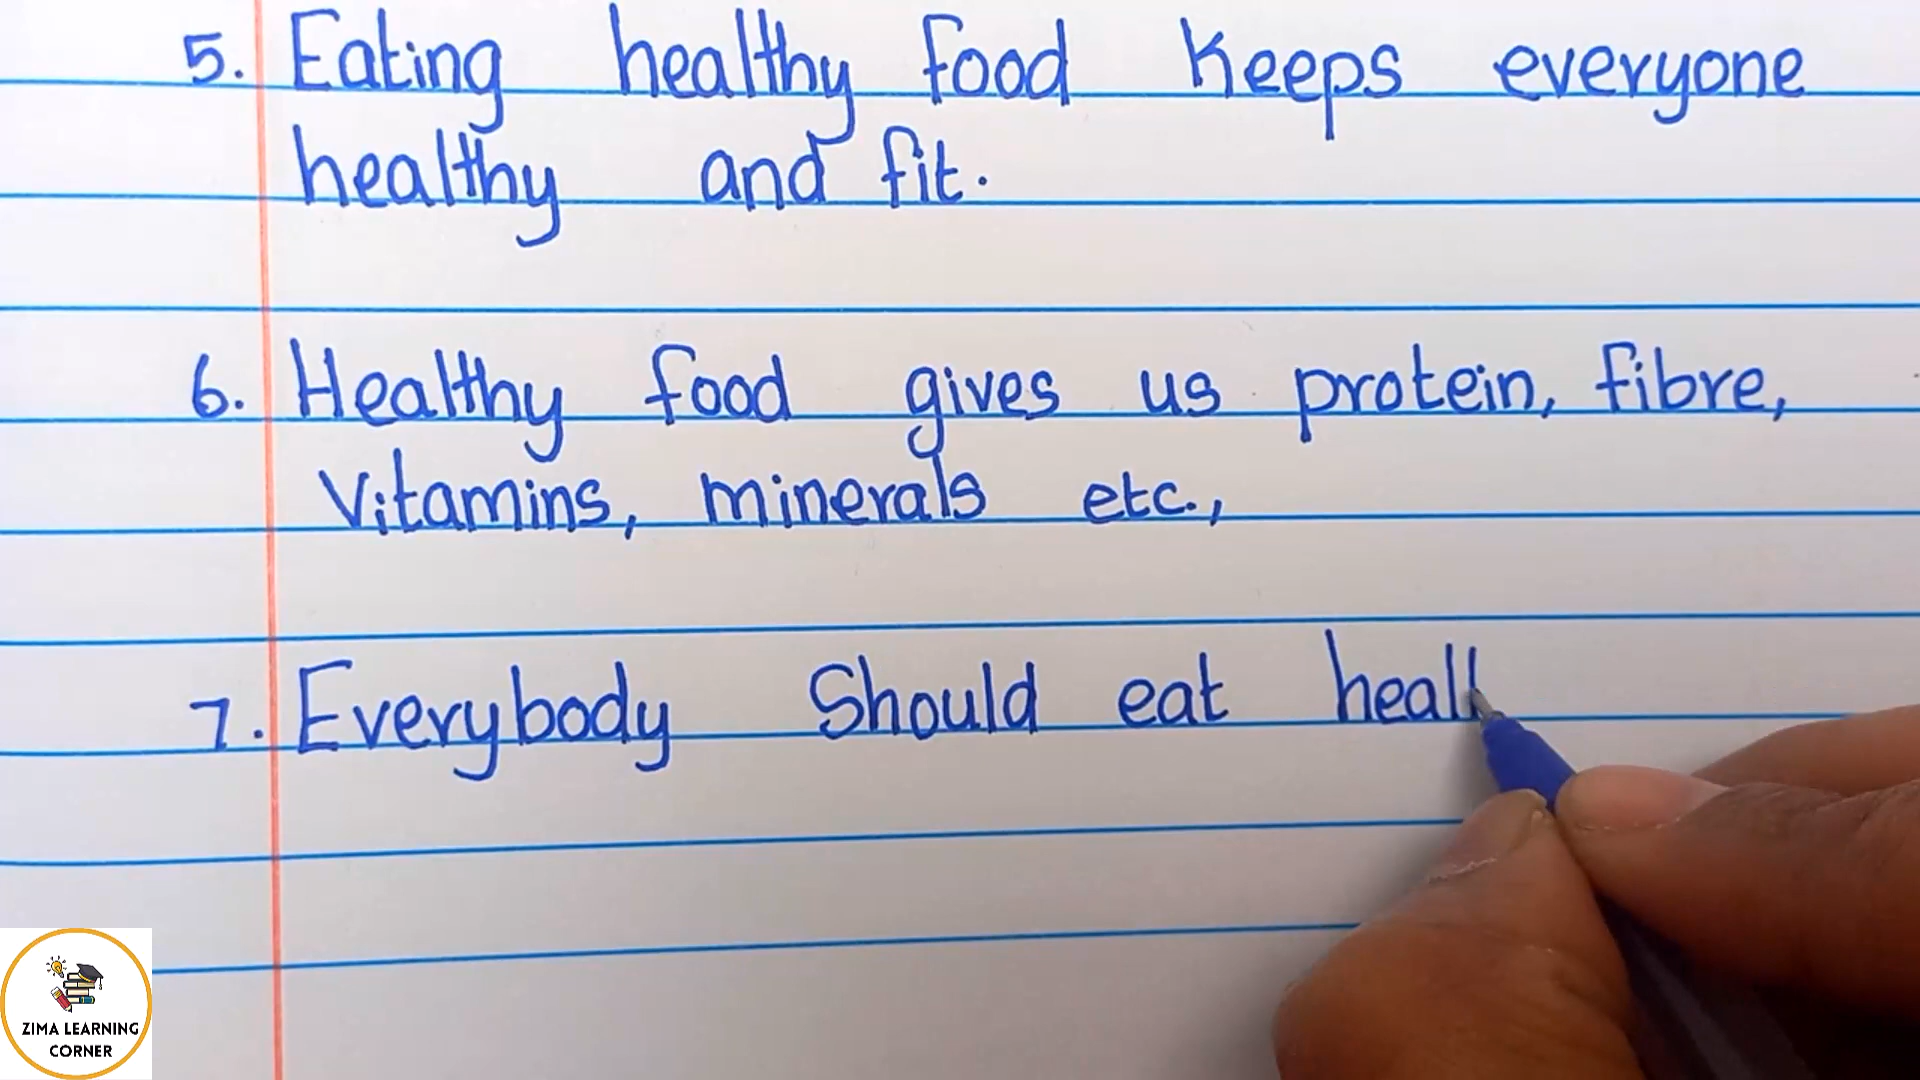 5. Eating healthy food keeps everyone
healthy and fit.
6. Healthy food gives us protein, fibre,
Vitamins, minerals etc.,
7. Everybody Should eat heal
ZIMA LEARNING
CORNER